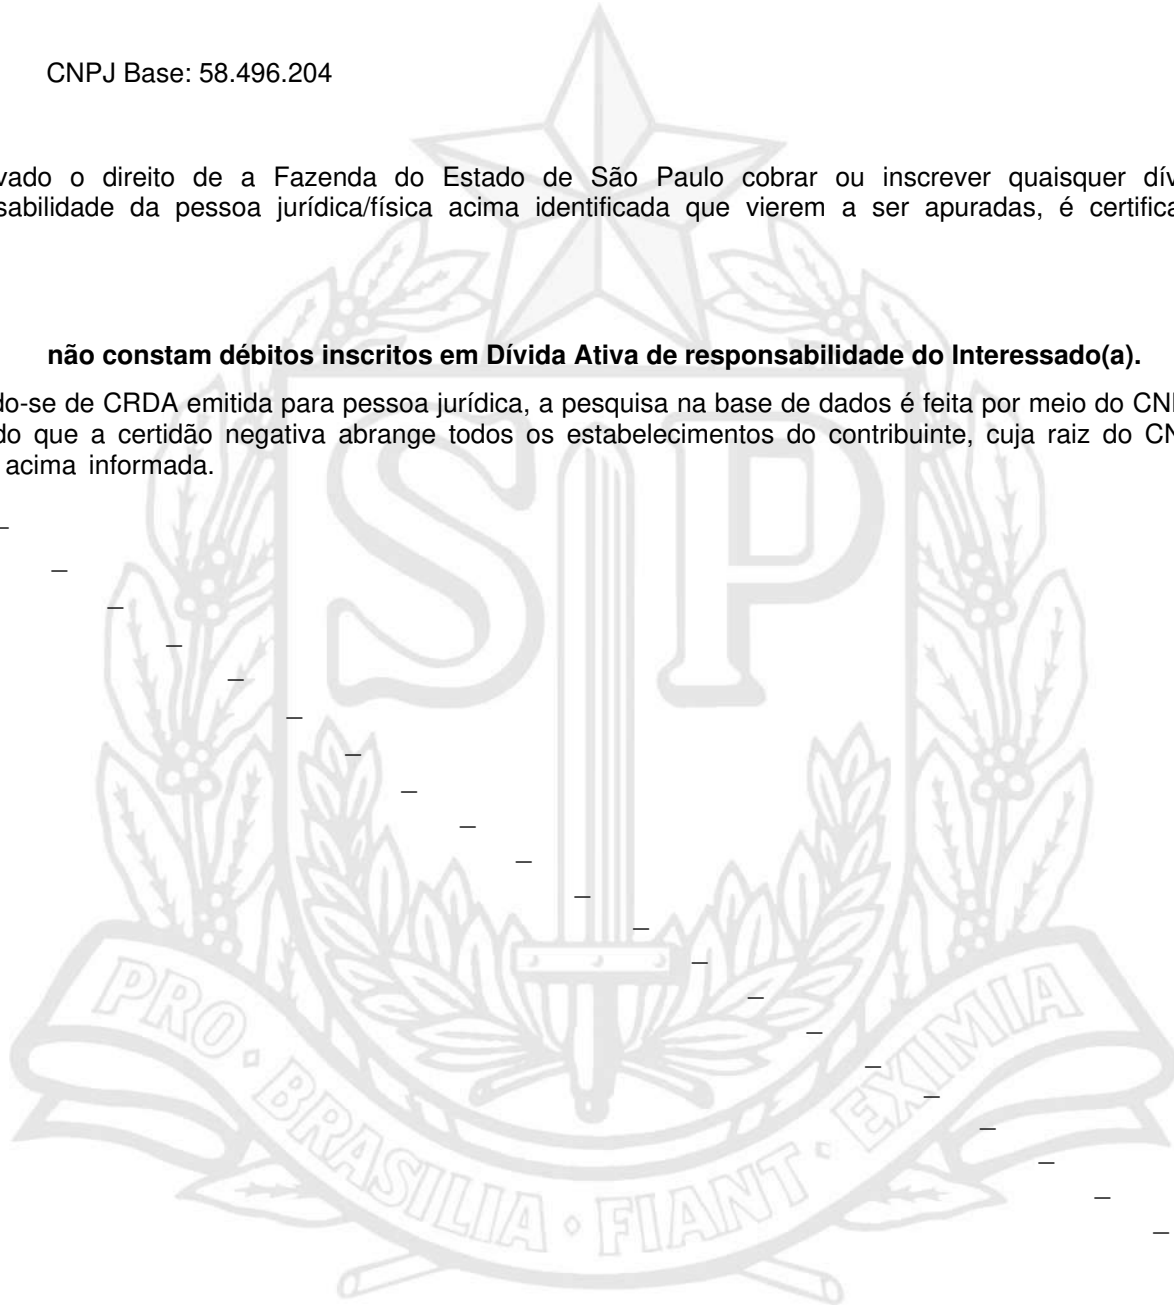 CNPJ Base: 58.496.204
vado o direito de a Fazenda do Estado de São Paulo cobrar ou inscrever quaisquer dív
sabilidade da pessoa jurídica/física acima identificada que vierem a ser apuradas, é certifica
não constam débitos inscritos em Dívida Ativa de responsabilidade do Interessado(a).
do-se de CRDA emitida para pessoa jurídica, a pesquisa na base de dados é feita por meio do CN
do que a certidão negativa abrange todos os estabelecimentos do contribuinte, cuja raiz do CN
acima informada.
SP
PRO • BRASILIA • FIANT • EXIMIA